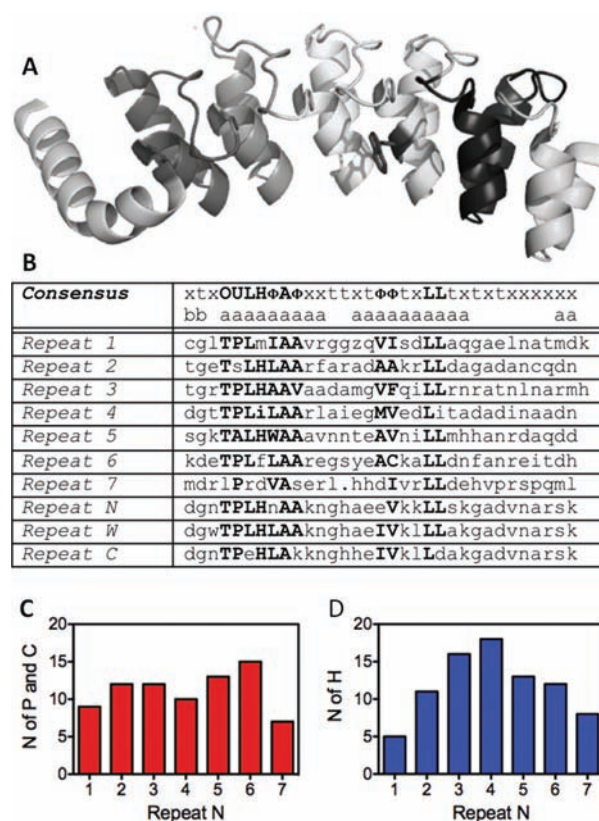 A
B
Consensus xtxOULHΦAΦxxttxtΦΦtxLLtxtxtxxxxxx
bb aaaaaaaaa aaaaaaaaaa aa
Repeat 1 cglTPLmIAAvrggzqVIsdLLaqgaelnatmdk
Repeat 2 tgeTsLHLAArfaradAAkrLLdagadancqdn
Repeat 3 tgrTPLHAAVaadamgVFqiLLrnratnlnarmh
Repeat 4 dgtTPLiLAArlaiegMVedLitadadinaadn
Repeat 5 sgkTALHWAAavnnteAVniLLmhhanrdaqdd
Repeat 6 kdeTPLfLAAregsyeACkaLLdnfanreitdh
Repeat 7 mdrlPrdVAserl.hhdIvrLLdehvprspqml
Repeat N dgnTPLHnAAknghaeeVkkLLskgadvnarsk
Repeat W dgwTPLHLAAknghaeIVklLLakgadvnarsk
Repeat C dgnTPeHLAkknghheIVklLdakgadvnarsk
C
N of P and C
20
15
10
5
0
1 2 3 4 5 6 7
Repeat N
D
N of H
20
15
10
5
0
1 2 3 4 5 6 7
Repeat N